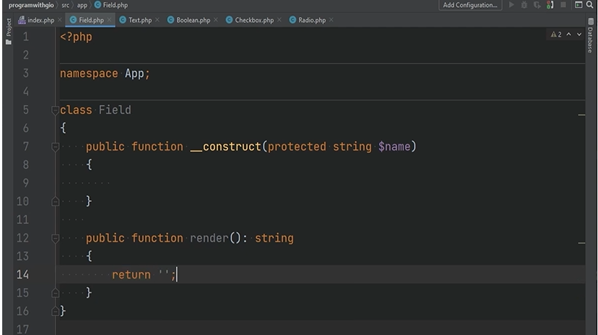 programwithgio src app Field.php
Add Configuration...
index.php Field.php Text.php Boolean.php Checkbox.php Radio.php
Project
Database
2
1 <?php
2
3 namespace App;
4
5 class Field
6 {
7 public function __construct(protected string $name)
8 {
9
10 }
11
12 public function render(): string
13 {
14 return '';
15 }
16 }